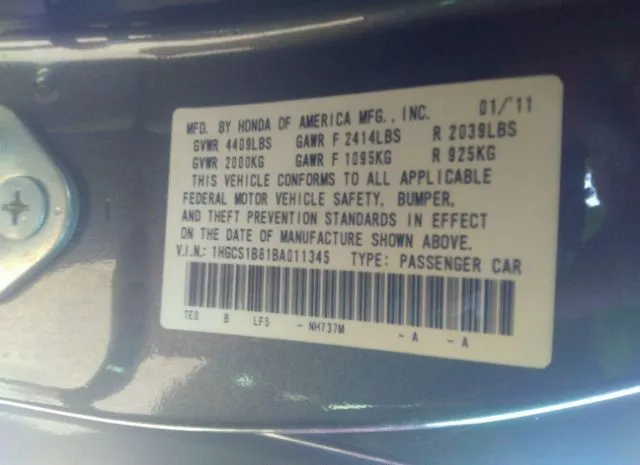 MFD. BY HONDA OF AMERICA MFG., INC. 01/'11
GVWR 4409LBS GAWR F 2414LBS R 2039LBS
GVWR 2000KG GAWR F 1095KG R 925KG
THIS VEHICLE CONFORMS TO ALL APPLICABLE
FEDERAL MOTOR VEHICLE SAFETY, BUMPER,
AND THEFT PREVENTION STANDARDS IN EFFECT
ON THE DATE OF MANUFACTURE SHOWN ABOVE.
V.I.N.: 1HGCS1B81BA011345 TYPE: PASSENGER CAR
TE0 B LF5 - NH737M - A - A